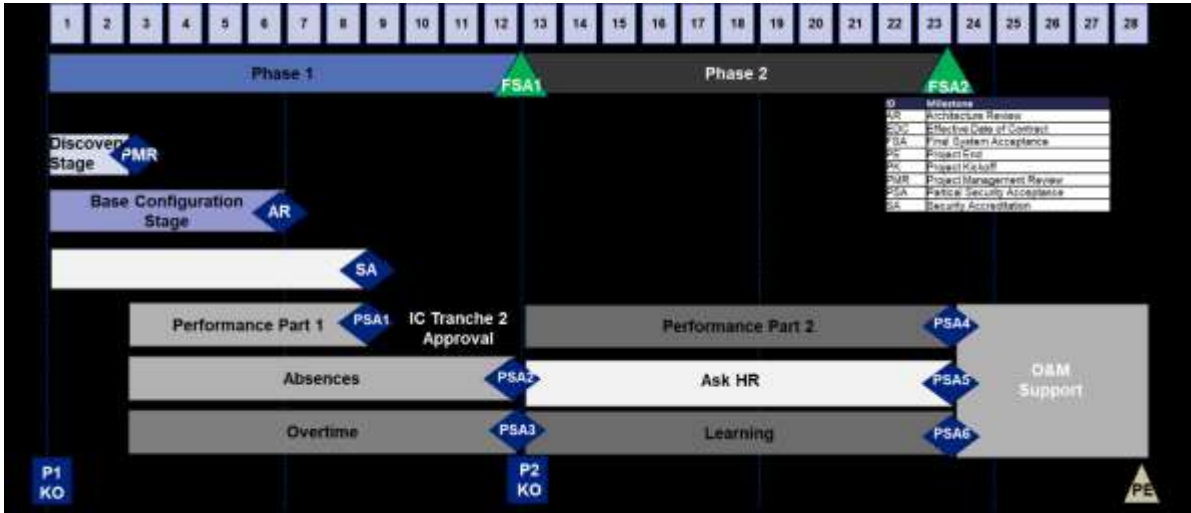 1 2 3 4 5 6 7 8 9 10 11 12 13 14 15 16 17 18 19 20 21 22 23 24 25 26 27 28
Phase 1
FSA1
Phase 2
FSA2
ID Milestone
AR Architecture Review
EDC Effective Date of Contract
FSA Final System Acceptance
PE Project End
PK Project Kickoff
PMR Project Management Review
PSA Partical Security Acceptance
SA Security Accreditation
Discovery
Stage
PMR
Base Configuration
Stage
AR
SA
Performance Part 1
PSA1
IC Tranche 2
Approval
Performance Part 2
PSA4
Absences
PSA2
Ask HR
PSA5
O&M
Support
Overtime
PSA3
Learning
PSA6
P1
KO
P2
KO
PE